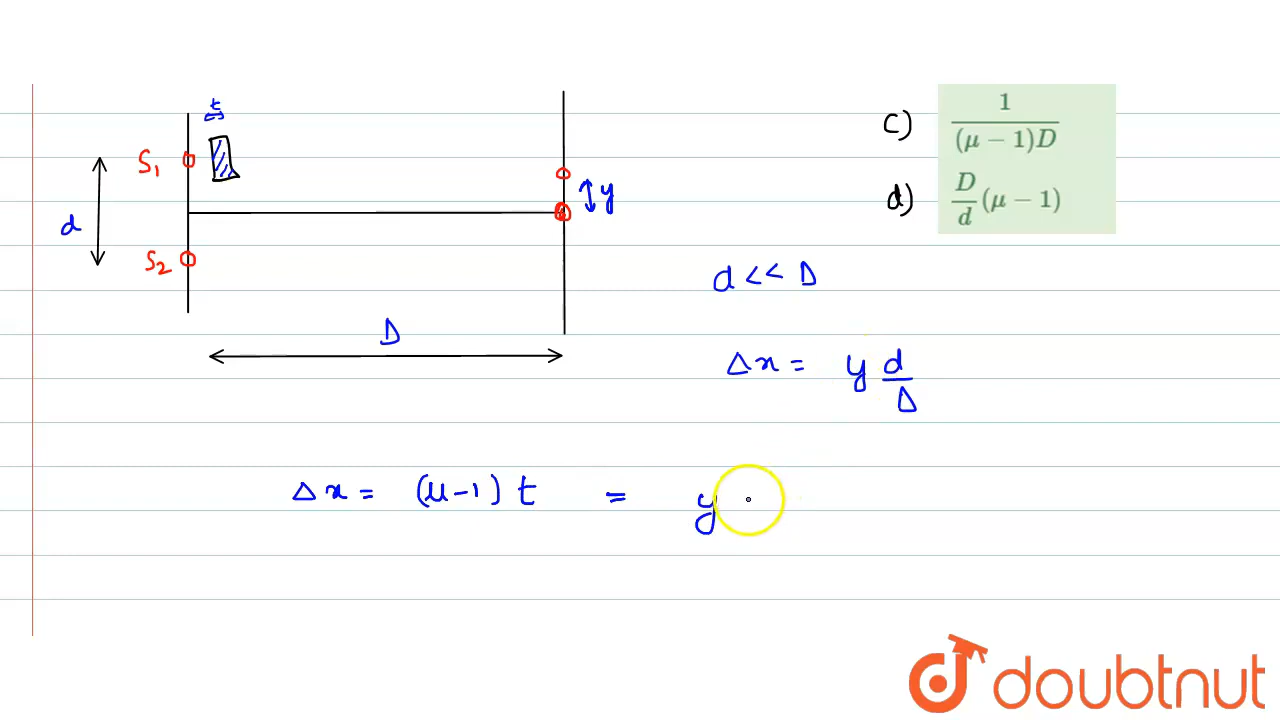 t
S₁
d
S₂
y
D
c) 1/((μ − 1)D)
d) D/d (μ − 1)
d << D
Δx = y d/D
Δx = (μ-1) t = y
doubtnut